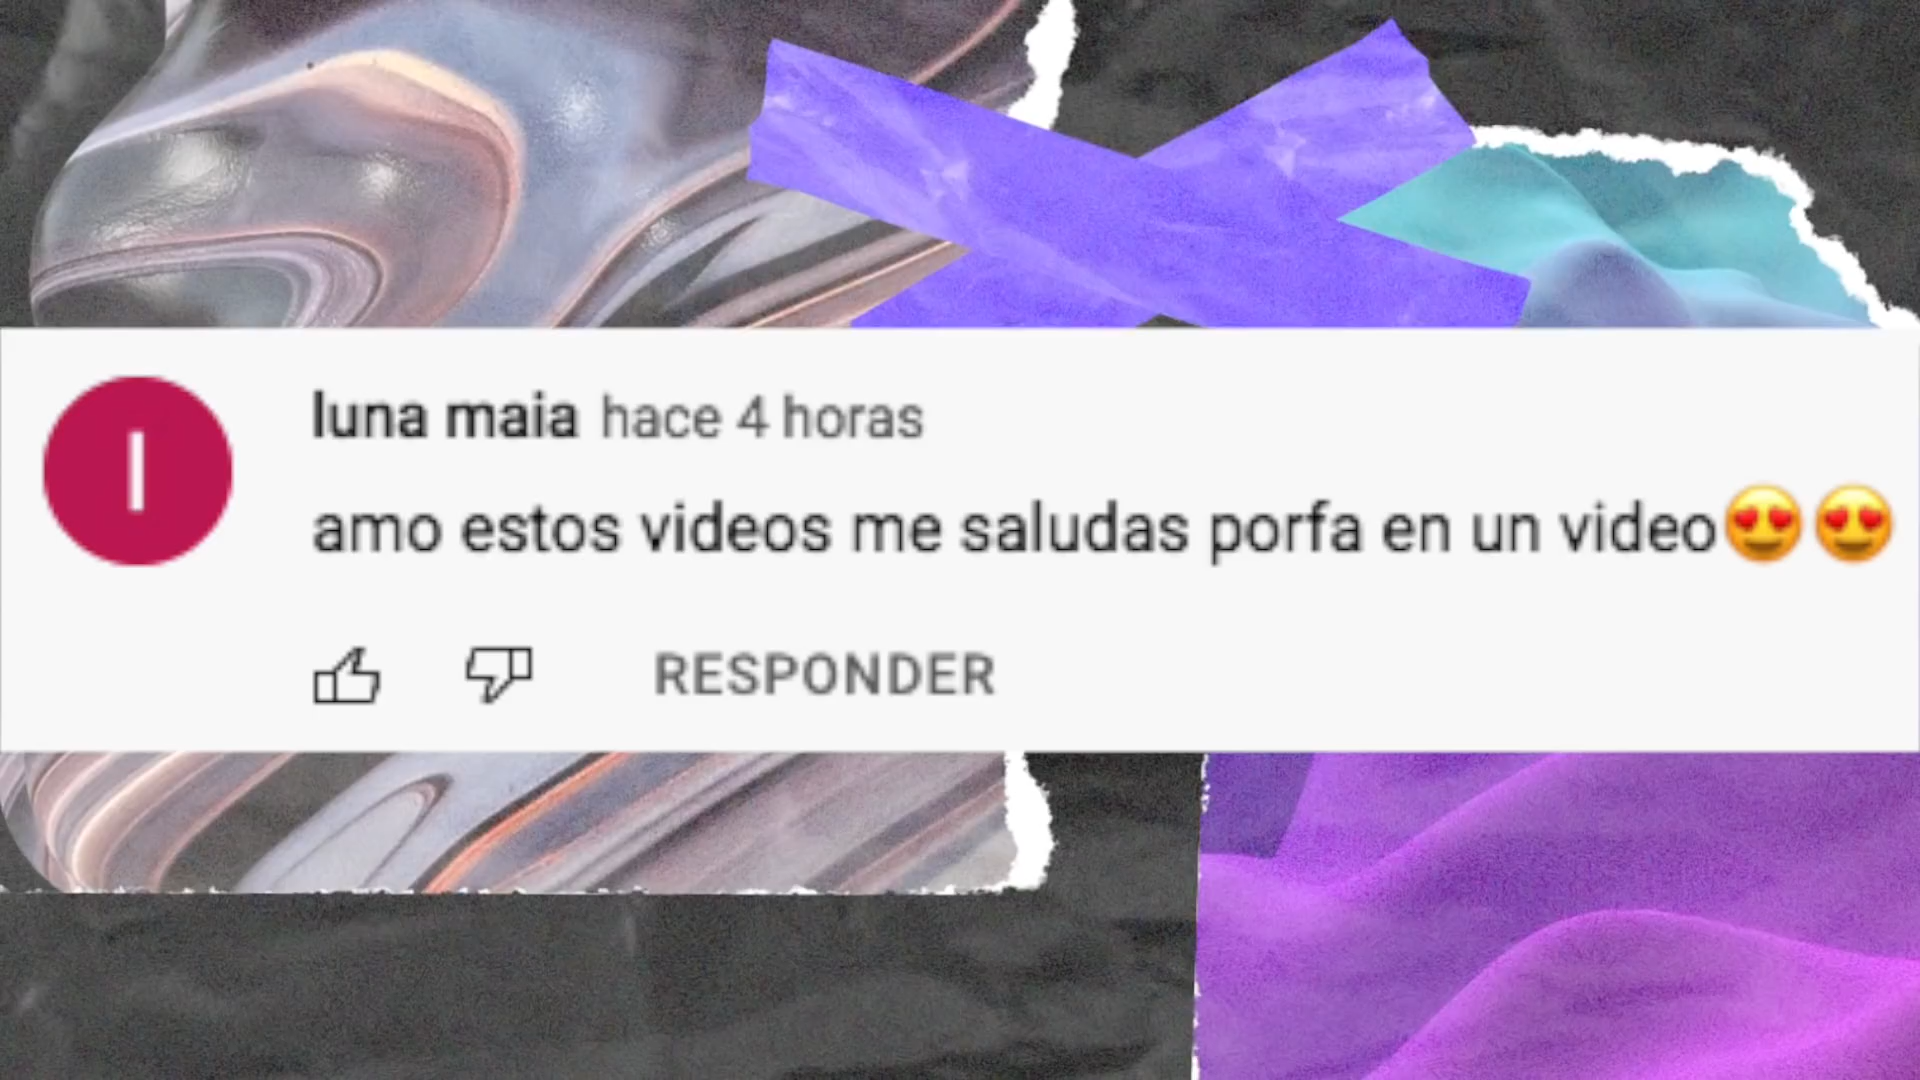 l
luna maia hace 4 horas
amo estos videos me saludas porfa en un video😍😍
RESPONDER